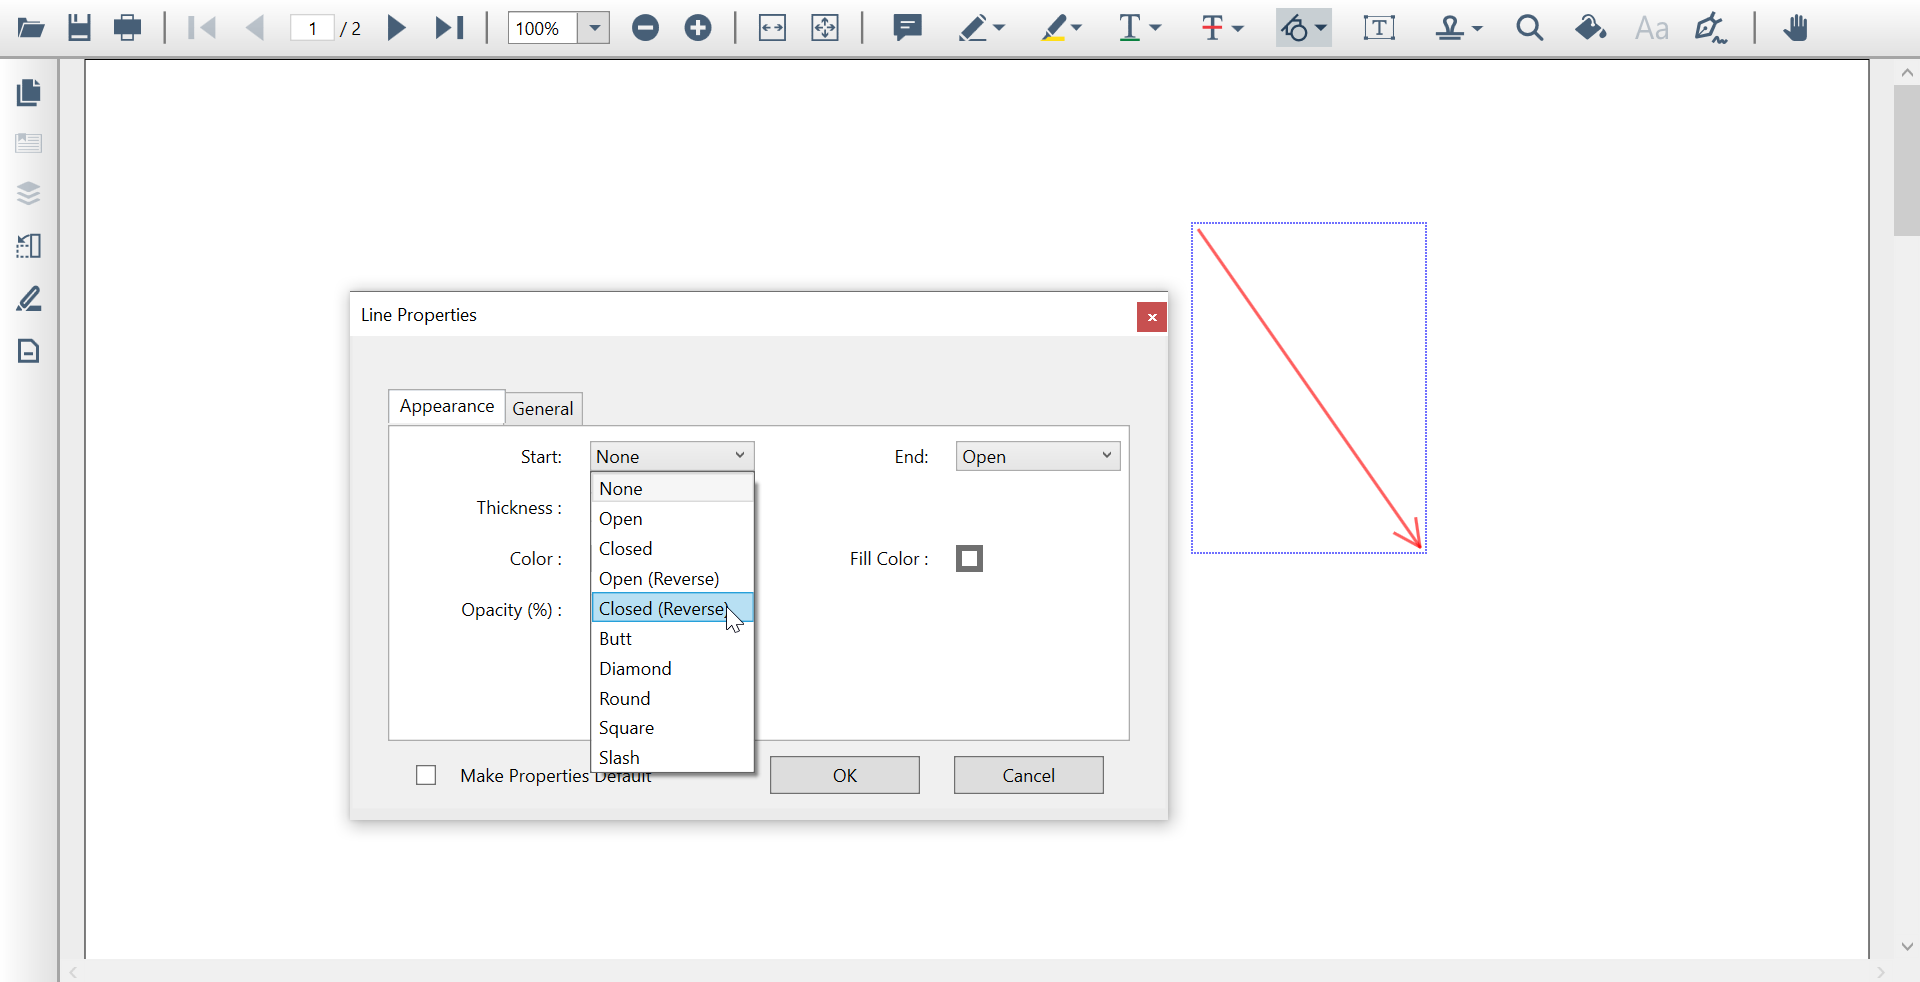 1 / 2
100%
T
T
T
Aa
Line Properties
Appearance
General
Start:
None
End:
Open
None
Thickness :
Open
Closed
Color :
Fill Color :
Open (Reverse)
Opacity (%) :
Closed (Reverse)
Butt
Diamond
Round
Square
Slash
Make Properties Default
OK
Cancel